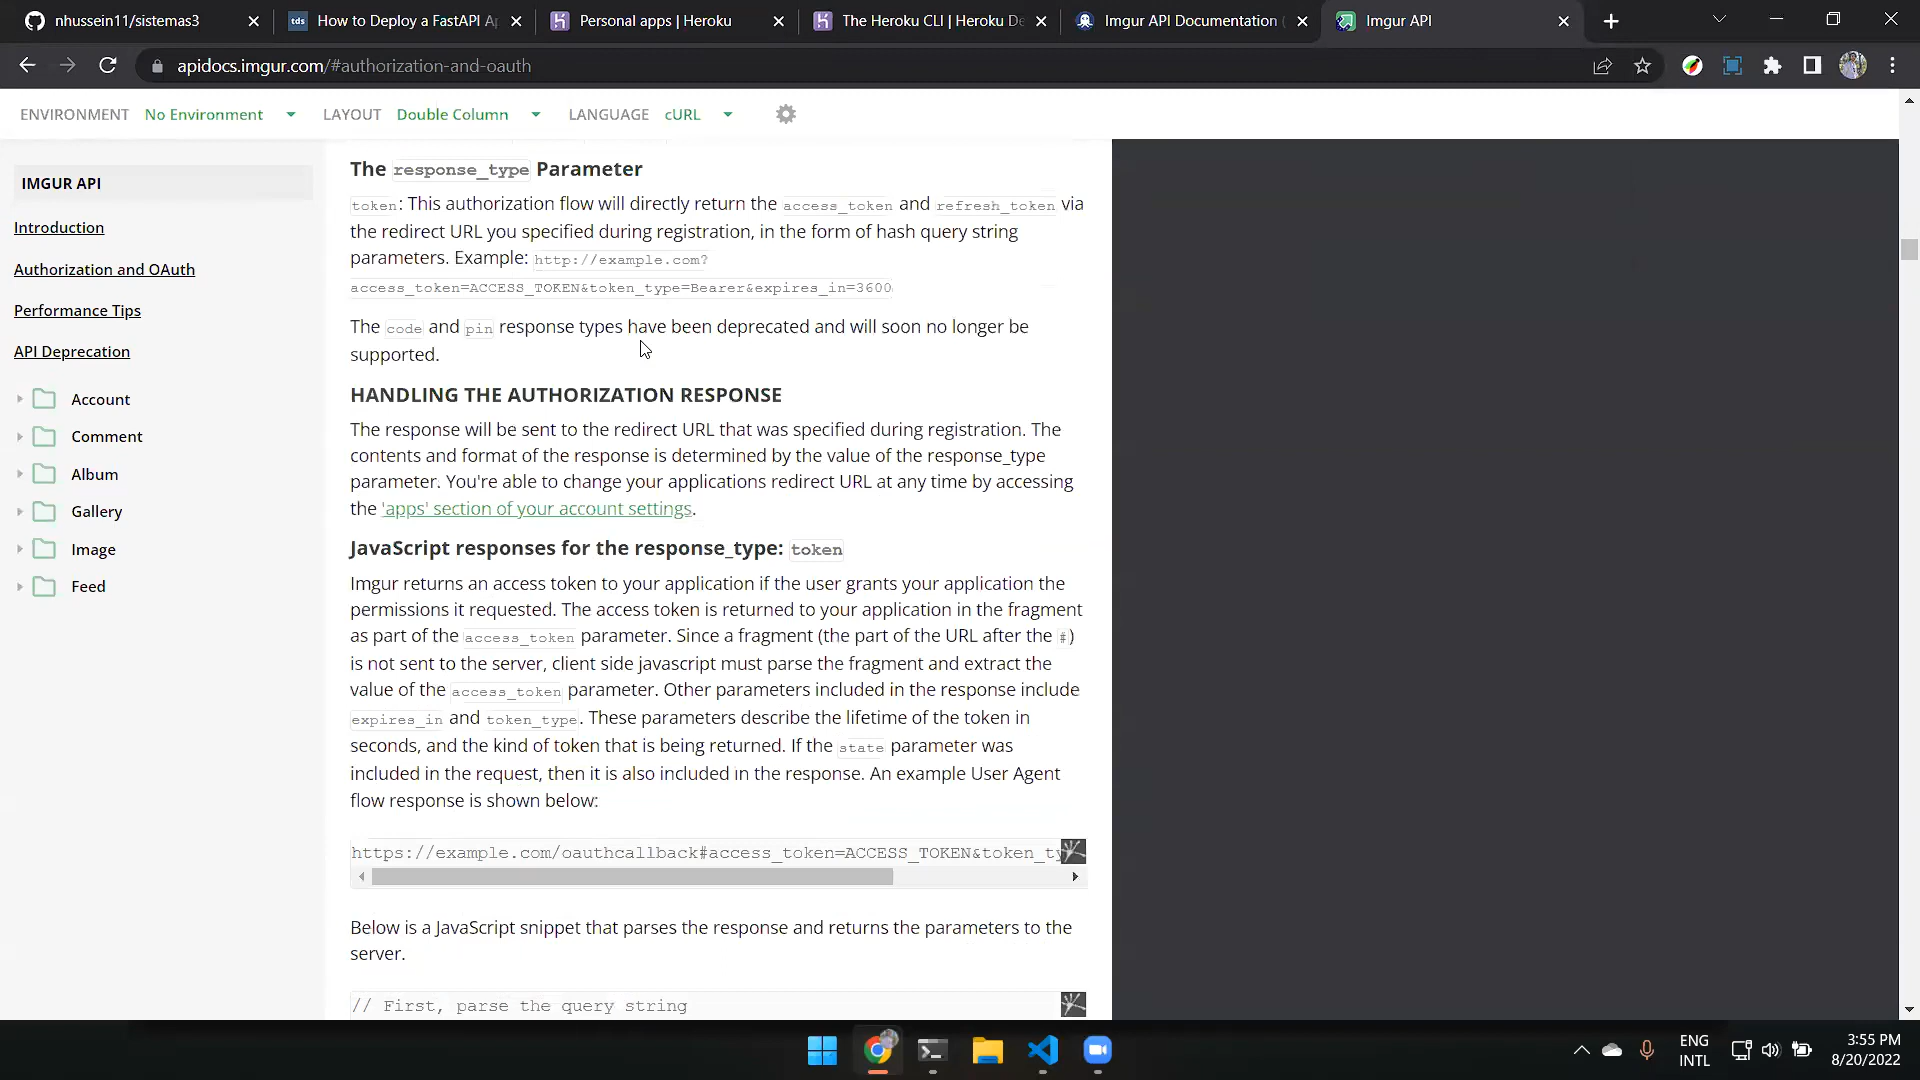 nhussein11/sistemas3
How to Deploy a FastAPI Ap
Personal apps | Heroku
The Heroku CLI | Heroku De
Imgur API Documentation (
Imgur API
apidocs.imgur.com/#authorization-and-oauth
ENVIRONMENT No Environment LAYOUT Double Column LANGUAGE cURL
IMGUR API
Introduction
Authorization and OAuth
Performance Tips
API Deprecation
Account
Comment
Album
Gallery
Image
Feed
The response_type Parameter
token: This authorization flow will directly return the access_token and refresh_token via
the redirect URL you specified during registration, in the form of hash query string
parameters. Example: http://example.com?
access_token=ACCESS_TOKEN&token_type=Bearer&expires_in=3600
The code and pin response types have been deprecated and will soon no longer be
supported.
HANDLING THE AUTHORIZATION RESPONSE
The response will be sent to the redirect URL that was specified during registration. The
contents and format of the response is determined by the value of the response_type
parameter. You're able to change your applications redirect URL at any time by accessing
the 'apps' section of your account settings.
JavaScript responses for the response_type: token
Imgur returns an access token to your application if the user grants your application the
permissions it requested. The access token is returned to your application in the fragment
as part of the access_token parameter. Since a fragment (the part of the URL after the #)
is not sent to the server, client side javascript must parse the fragment and extract the
value of the access_token parameter. Other parameters included in the response include
expires_in and token_type. These parameters describe the lifetime of the token in
seconds, and the kind of token that is being returned. If the state parameter was
included in the request, then it is also included in the response. An example User Agent
flow response is shown below:
https://example.com/oauthcallback#access_token=ACCESS_TOKEN&token_ty
Below is a JavaScript snippet that parses the response and returns the parameters to the
server.
// First, parse the query string
ENG
INTL
3:55 PM
8/20/2022